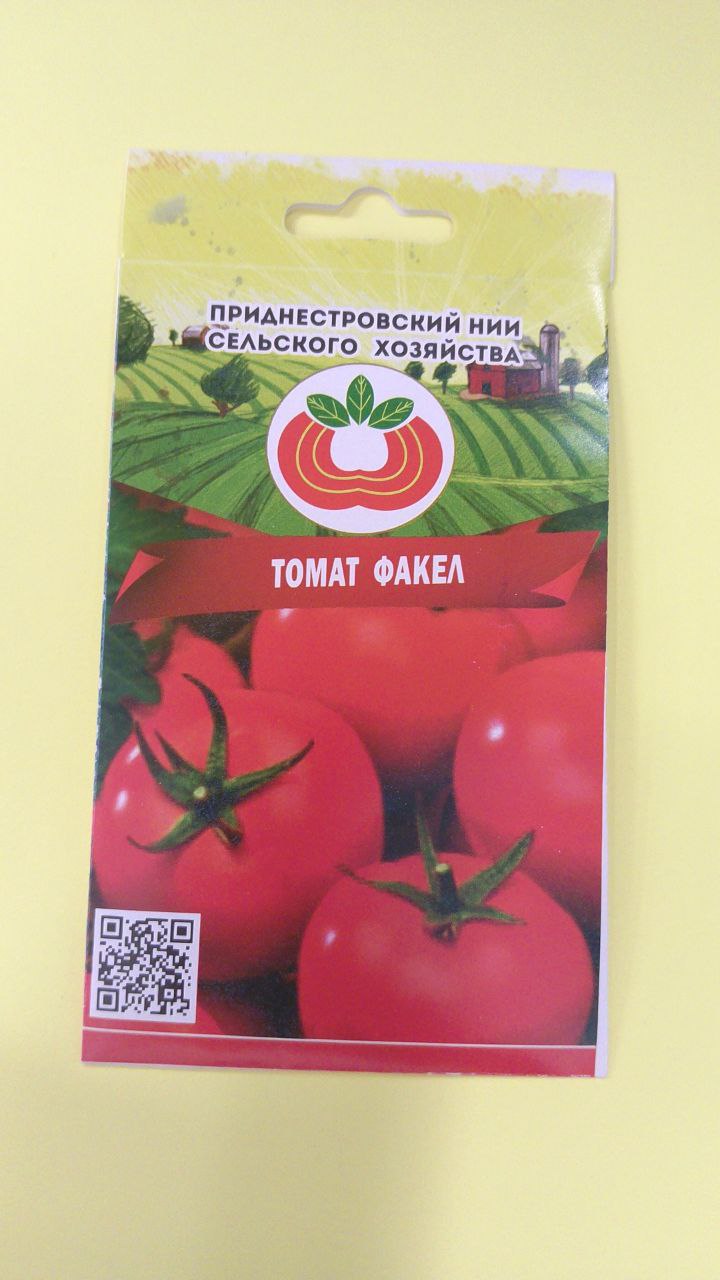 ПРИДНЕСТРОВСКИЙ НИИ
СЕЛЬСКОГО ХОЗЯЙСТВА
ТОМАТ ФАКЕЛ